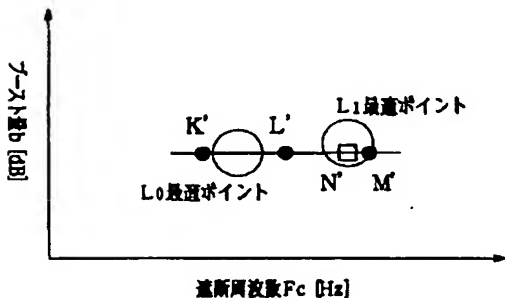 ブースト量b [dB]
L1最適ポイント
K'
L'
N'
M'
L0最適ポイント
遮断周波数Fc [Hz]